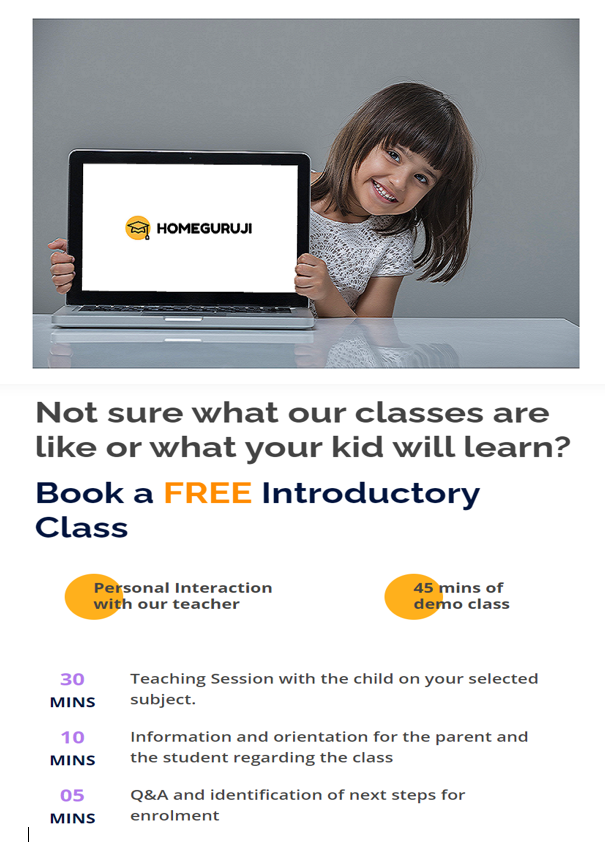 HOMEGURUJI
Not sure what our classes are
like or what your kid will learn?
Book a FREE Introductory
Class
Personal Interaction
with our teacher
45 mins of
demo class
30
MINS
Teaching Session with the child on your selected
subject.
10
MINS
Information and orientation for the parent and
the student regarding the class
05
MINS
Q&A and identification of next steps for
enrolment